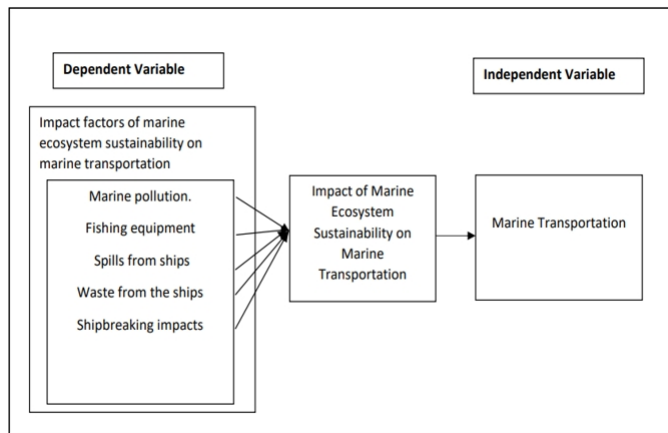 Dependent Variable
Independent Variable
Impact factors of marine
ecosystem sustainability on
marine transportation
Marine pollution.
Fishing equipment
Spills from ships
Waste from the ships
Shipbreaking impacts
Impact of Marine
Ecosystem
Sustainability on
Marine
Transportation
Marine Transportation